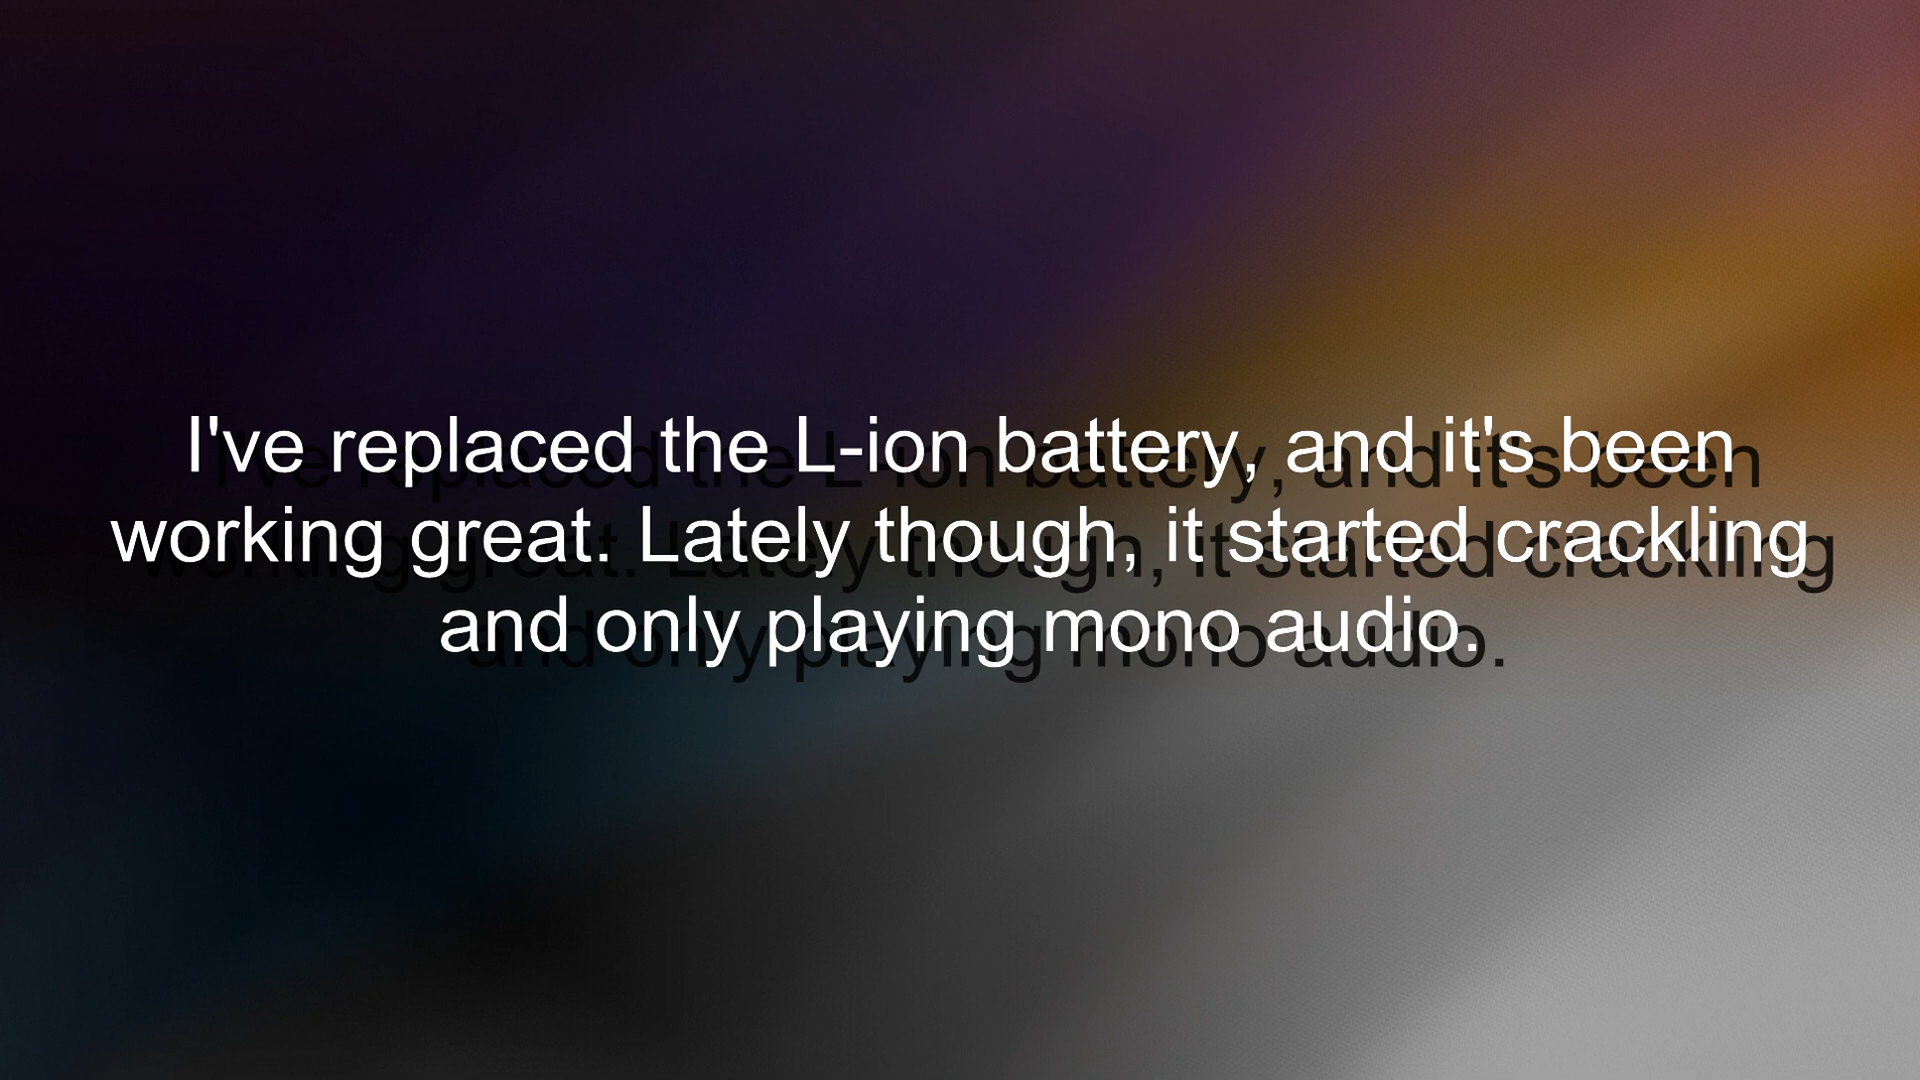 I've replaced the L-ion battery, and it's been
working great. Lately though, it started crackling
and only playing mono audio.